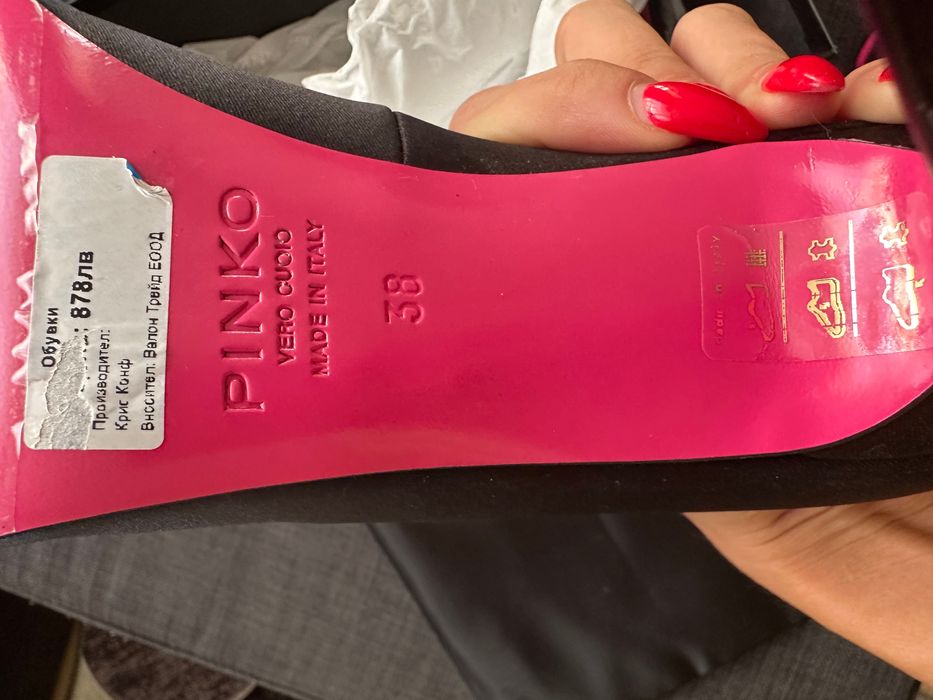 Обувки
878лв
Производител:
Крис Конф
Вносител: Валон Трейд ЕООД
PINKO
VERO CUOIO
MADE IN ITALY
38